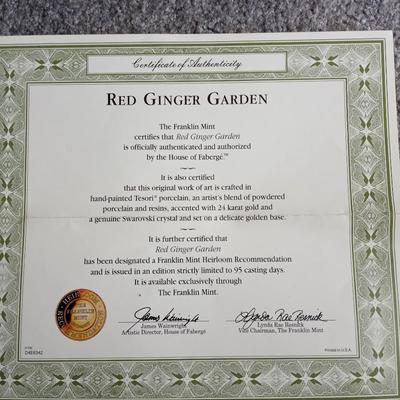 Certificate of Authenticity
RED GINGER GARDEN
The Franklin Mint
certifies that Red Ginger Garden
is officially authenticated and authorized
by the House of Fabergé.™
It is also certified
that this original work of art is crafted in
hand-painted Tesori® porcelain, an artist's blend of powdered
porcelain and resins, accented with 24 karat gold and
a genuine Swarovski crystal and set on a delicate golden base.
It is further certified that
Red Ginger Garden
has been designated a Franklin Mint Heirloom Recommendation
and is issued in an edition strictly limited to 95 casting days.
It is available exclusively through
The Franklin Mint.
THE FRANKLIN MINT
James Wainwright
Artistic Director, House of Fabergé
Lynda Rae Resnick
Vice Chairman, The Franklin Mint
D4E6342
Printed in U.S.A.